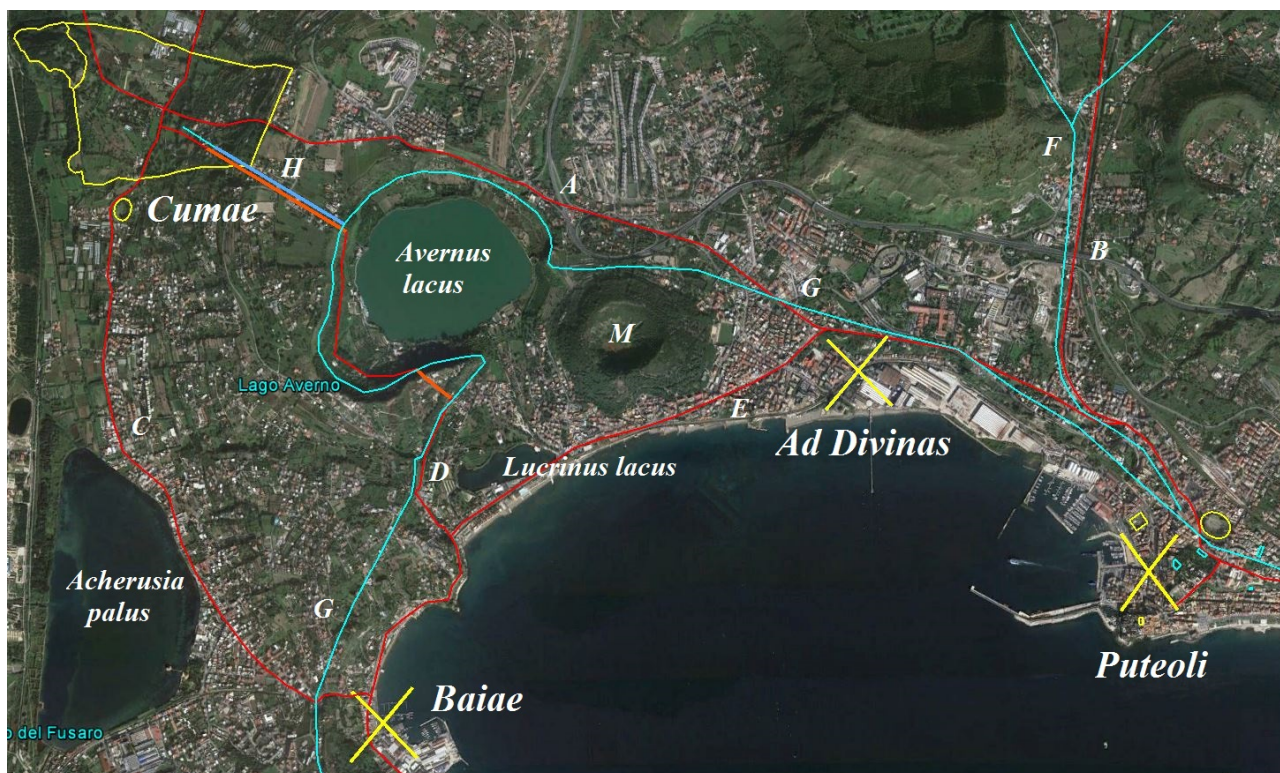 H
Cumae
A
F
Avernus
lacus
B
G
M
Lago Averno
E
C
Ad Divinas
D
Lucrinus lacus
Acherusia
palus
G
Puteoli
Baiae
o del Fusaro